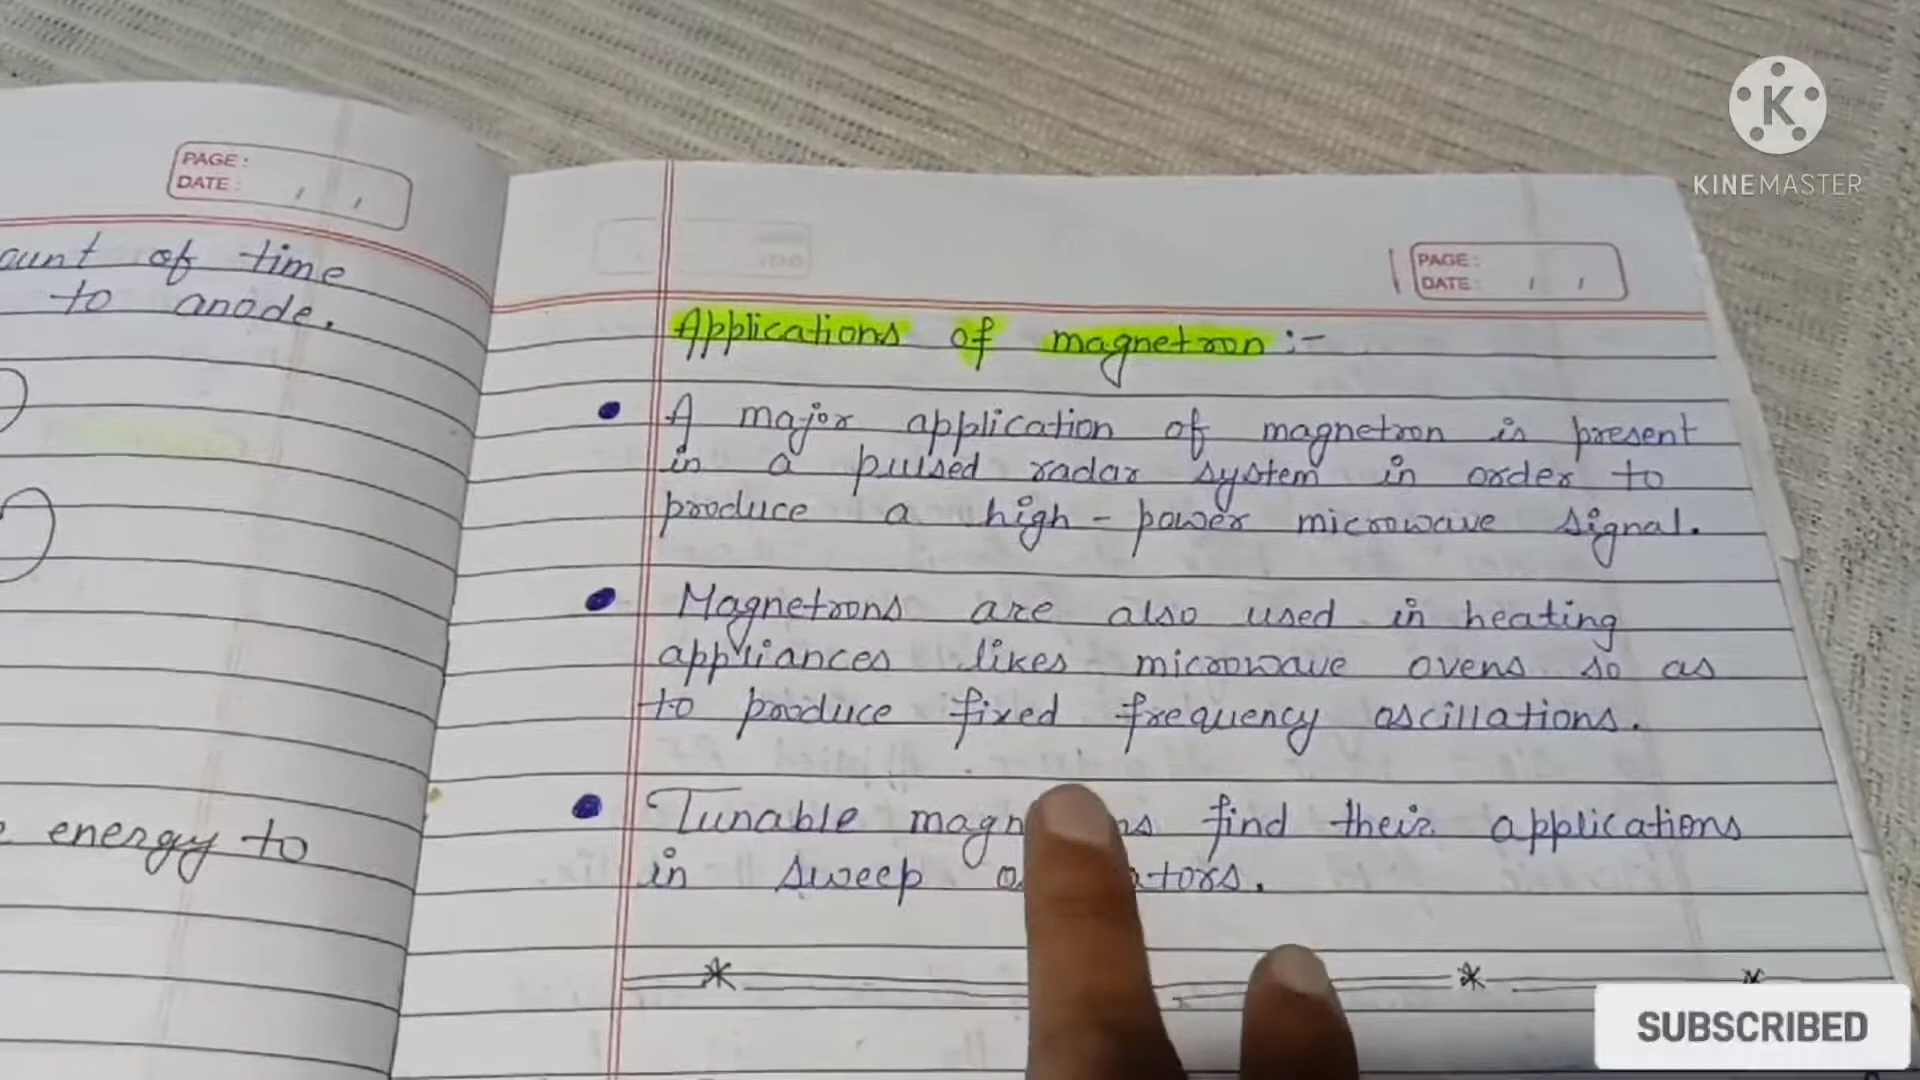 KINEMASTER
PAGE:
DATE:
ount of time
to anode.
energy to
PAGE:
DATE:
Applications of magnetron :-
A major application of magnetron is present
in a pulsed radar system in order to
produce a high-power microwave signal.
Magnetrons are also used in heating
appliances likes microwave ovens so as
to produce fixed frequency oscillations.
Tunable find their applications
in sweep
SUBSCRIBED